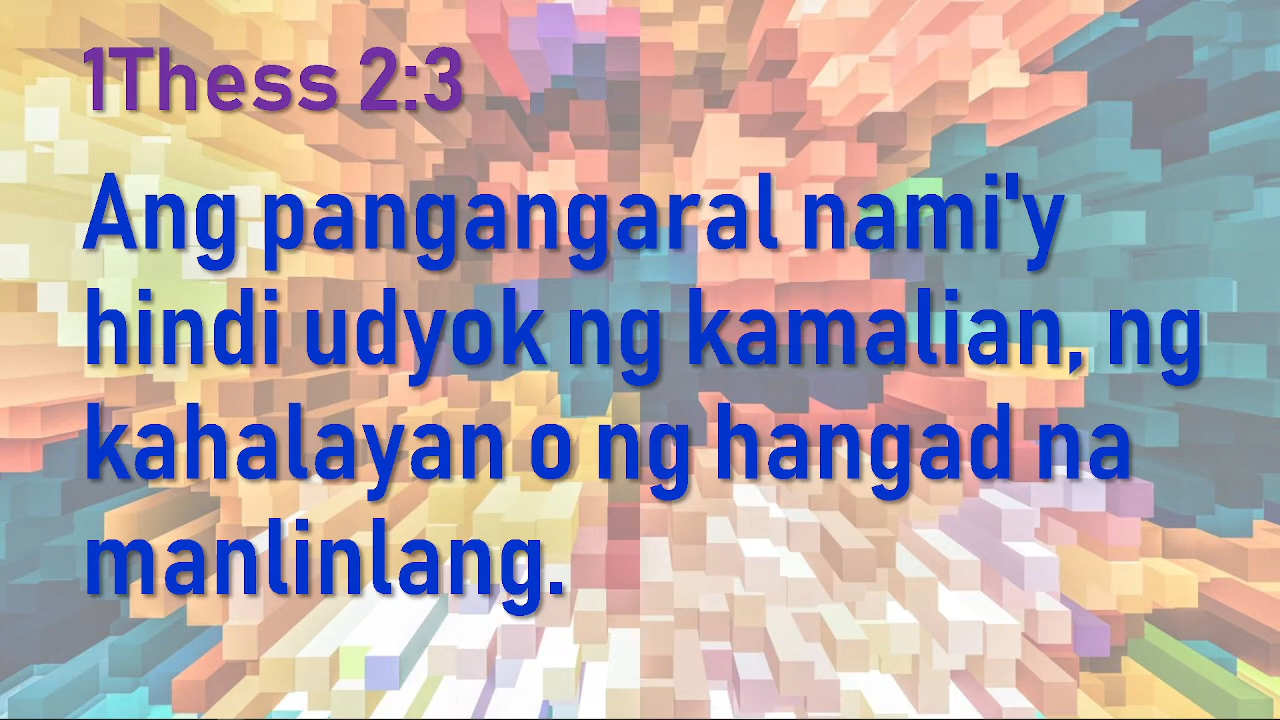 1Thess 2:3
Ang pangangaral nami'y
hindi udyok ng kamalian, ng
kahalayan o ng hangad na
manlinlang.